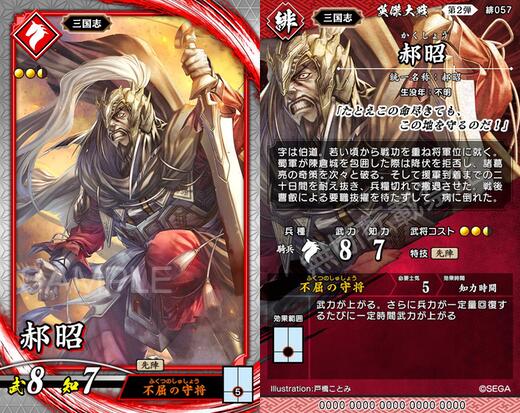 三国志
SAMPLE
郝昭
先陣
武8 知7
ふくつのしゅしょう
不屈の守将
5
緋
三国志
英傑大戦
第2弾
緋057
かくしょう
郝昭
統一名称:郝昭
生没年:不明
「たとえこの命尽きても、
この地を守るのだ!」
字は伯道。若い頃から戦功を重ね将軍位に就く。
蜀軍が陳倉城を包囲した際は降伏を拒否し、諸葛
亮の奇策を次々と破る。そして援軍到着までの二
十日間を耐え抜き、兵糧切れで撤退させた。戦後
曹叡による要職抜擢を待たずして、病に倒れた。
兵種 武力 知力 武将コスト
騎兵 8 7 特技 先陣
ふくつのしゅしょう 必要士気 効果時間
不屈の守将 5 知力時間
効果範囲
武力が上がる。さらに兵力が一定量回復す
るたびに一定時間武力が上がる
Illustration:戸橋ことみ
©SEGA
0000-0000-0000-0000-0000